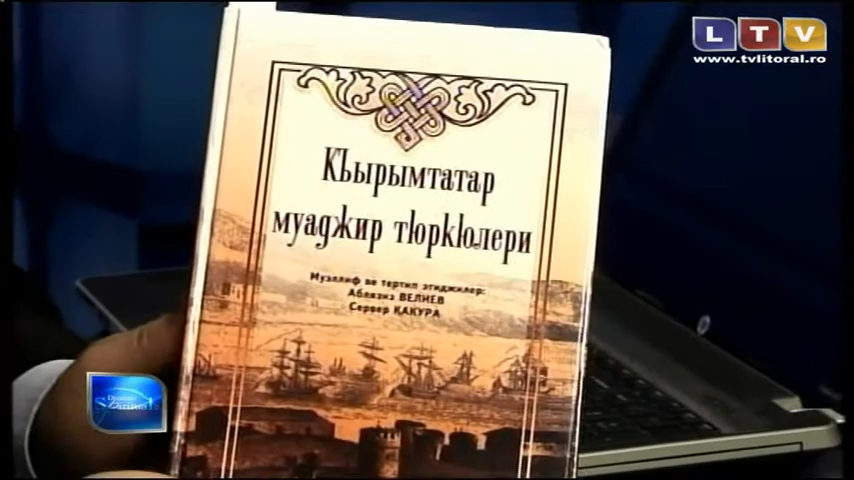 LTV
www.tvlitoral.ro
Къырымтатар
муаджир тюркюлери
Муэллиф ве тертип этиджилер:
Аблязиз ВЕЛИЕВ
Сервер КАКУРА